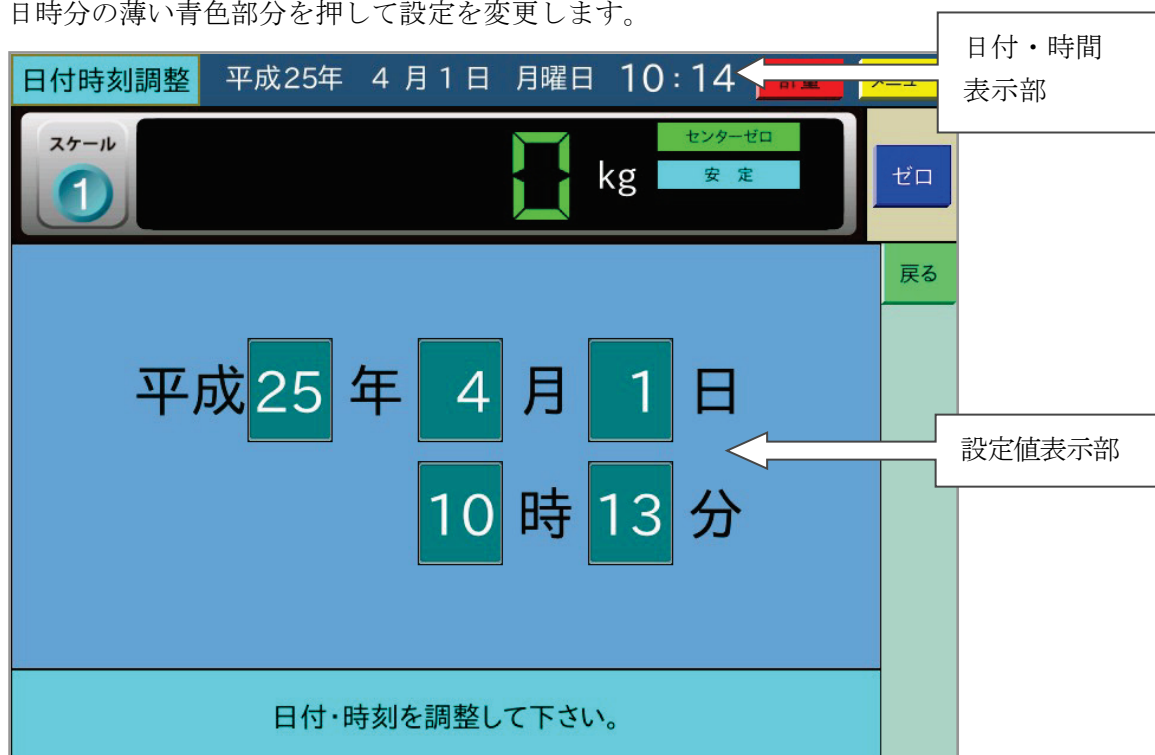 日時分の薄い青色部分を押して設定を変更します。
日付・時間
表示部
日付時刻調整 平成25年 4月1日 月曜日 10:14
スケール
1
0 kg
センターゼロ
安定
ゼロ
戻る
平成 25 年 4 月 1 日
設定値表示部
10 時 13 分
日付・時刻を調整して下さい。